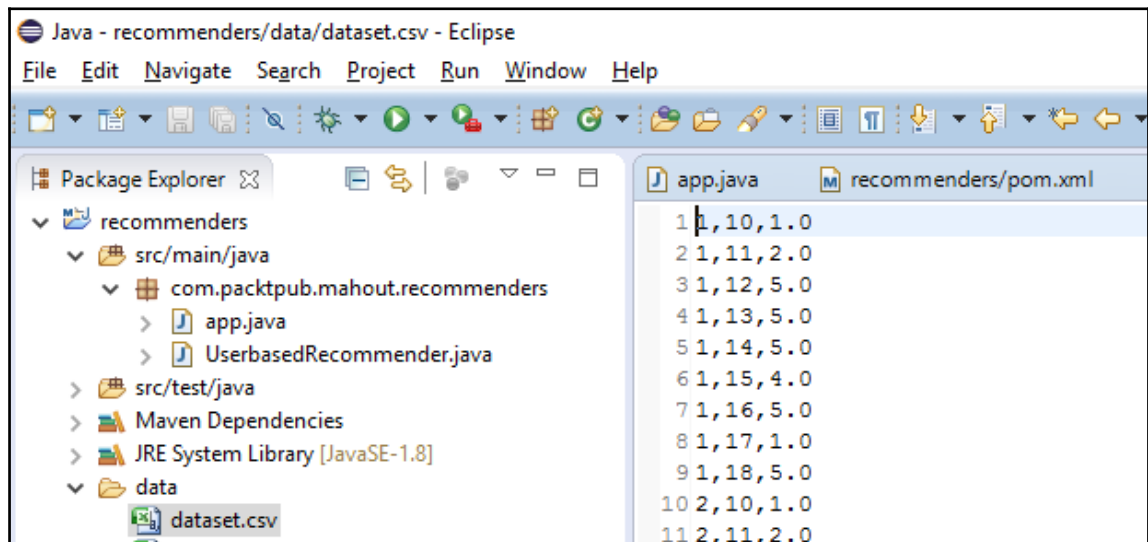 Java - recommenders/data/dataset.csv - Eclipse
File Edit Navigate Search Project Run Window Help
Package Explorer
recommenders
src/main/java
com.packtpub.mahout.recommenders
app.java
UserbasedRecommender.java
src/test/java
Maven Dependencies
JRE System Library [JavaSE-1.8]
data
dataset.csv
app.java recommenders/pom.xml
1 1,10,1.0
2 1,11,2.0
3 1,12,5.0
4 1,13,5.0
5 1,14,5.0
6 1,15,4.0
7 1,16,5.0
8 1,17,1.0
9 1,18,5.0
10 2,10,1.0
11 2,11,2.0